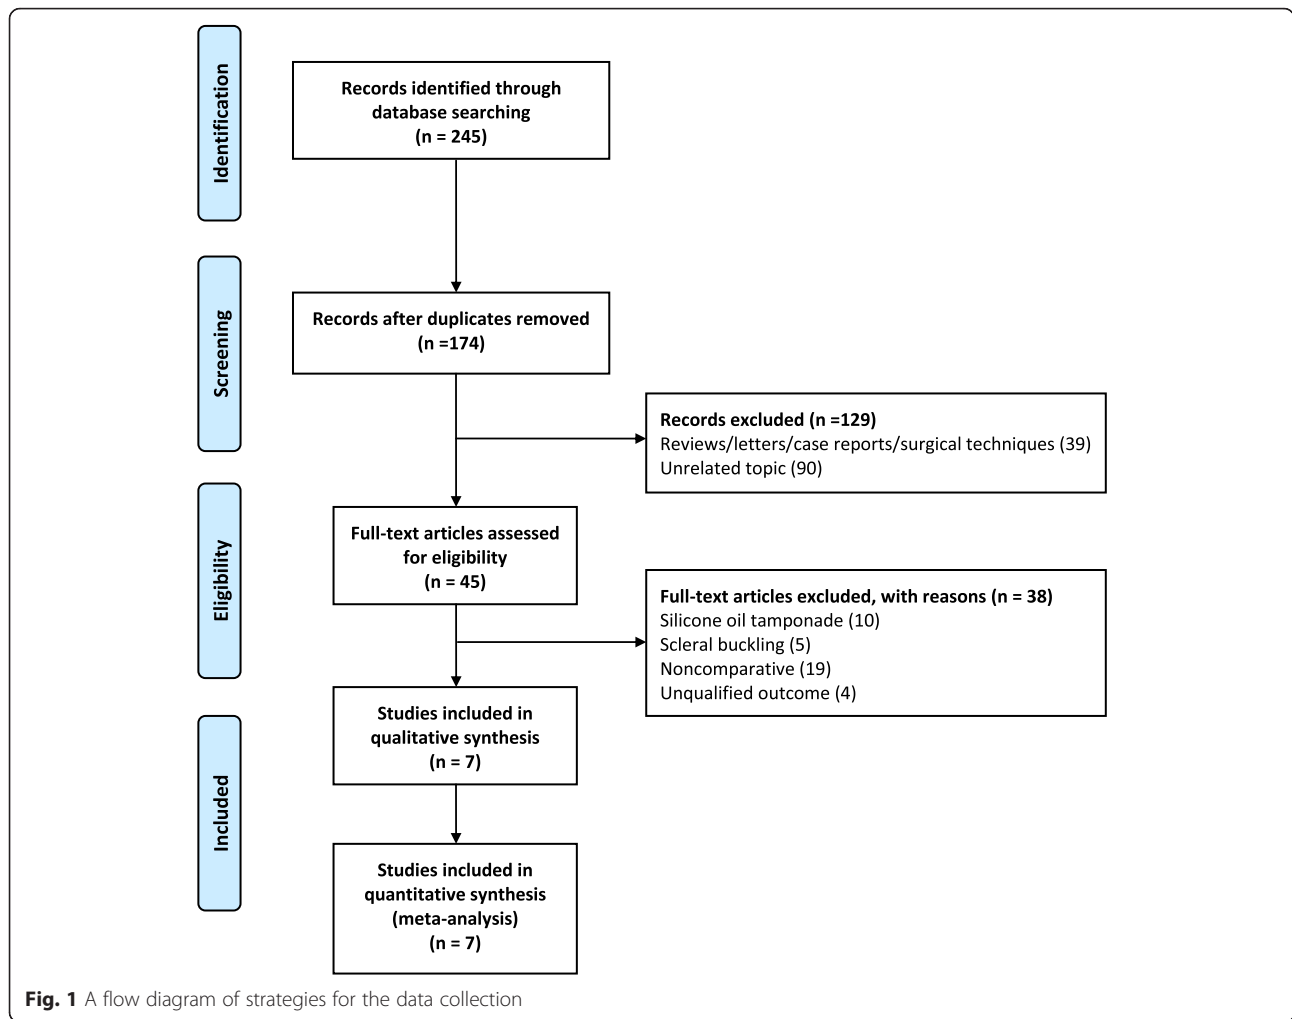 Identification
Records identified through
database searching
(n = 245)
Screening
Records after duplicates removed
(n =174)
Records excluded (n =129)
Reviews/letters/case reports/surgical techniques (39)
Unrelated topic (90)
Eligibility
Full-text articles assessed
for eligibility
(n = 45)
Full-text articles excluded, with reasons (n = 38)
Silicone oil tamponade (10)
Scleral buckling (5)
Noncomparative (19)
Unqualified outcome (4)
Studies included in
qualitative synthesis
(n = 7)
Included
Studies included in
quantitative synthesis
(meta-analysis)
(n = 7)
Fig. 1 A flow diagram of strategies for the data collection